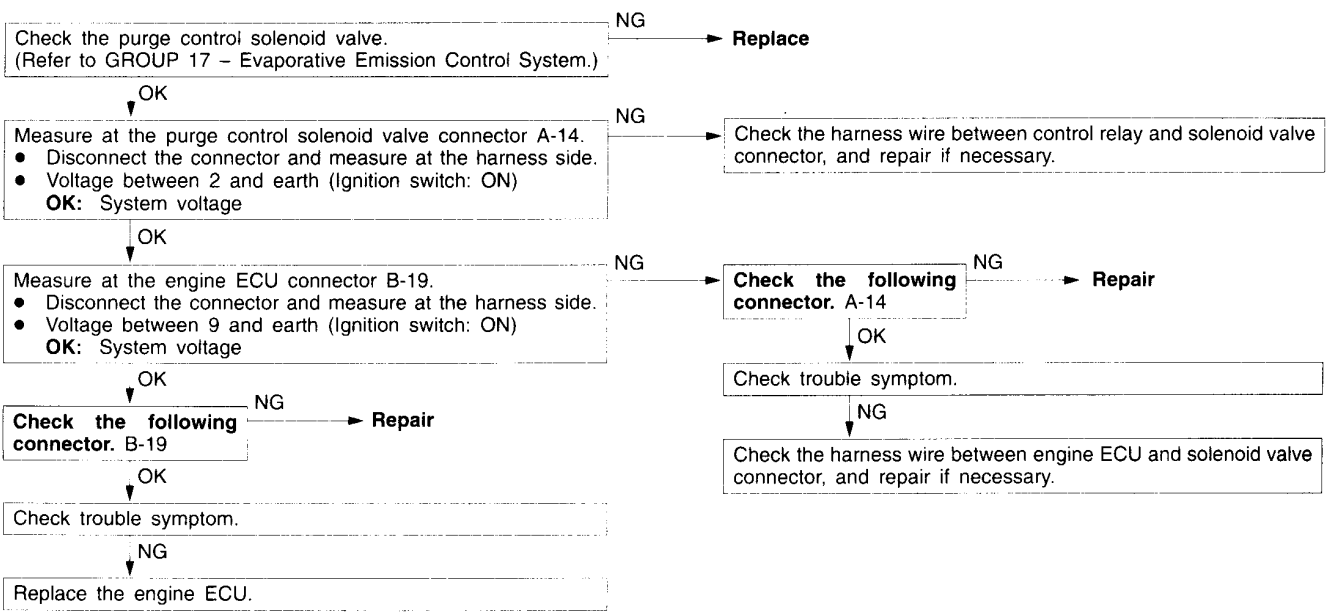 Check the purge control solenoid valve.
(Refer to GROUP 17 – Evaporative Emission Control System.)
NG
Replace
OK
Measure at the purge control solenoid valve connector A-14.
● Disconnect the connector and measure at the harness side.
● Voltage between 2 and earth (Ignition switch: ON)
OK: System voltage
NG
Check the harness wire between control relay and solenoid valve
connector, and repair if necessary.
OK
Measure at the engine ECU connector B-19.
● Disconnect the connector and measure at the harness side.
● Voltage between 9 and earth (Ignition switch: ON)
OK: System voltage
NG
Check the following
connector. A-14
NG
Repair
OK
Check trouble symptom.
NG
Check the harness wire between engine ECU and solenoid valve
connector, and repair if necessary.
OK
Check the following
connector. B-19
NG
Repair
OK
Check trouble symptom.
NG
Replace the engine ECU.